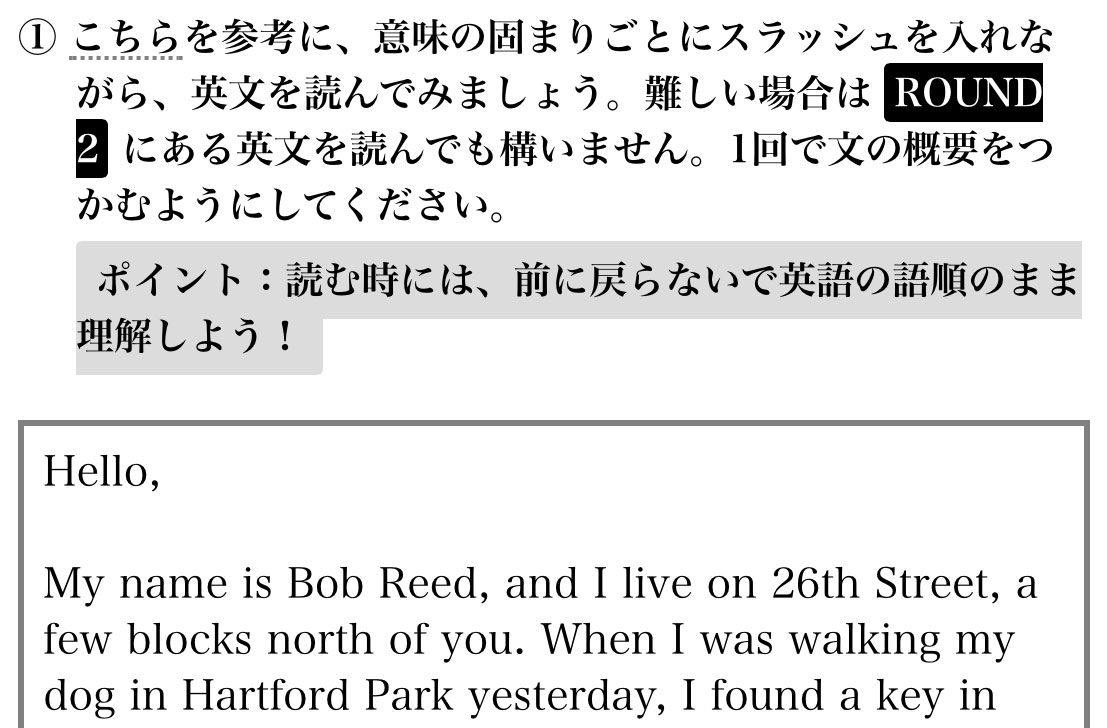 ① こちらを参考に、意味の固まりごとにスラッシュを入れな
がら、英文を読んでみましょう。難しい場合は ROUND
2 にある英文を読んでも構いません。1回で文の概要をつ
かむようにしてください。
ポイント：読む時には、前に戻らないで英語の語順のまま
理解しよう！
Hello,
My name is Bob Reed, and I live on 26th Street, a
few blocks north of you. When I was walking my
dog in Hartford Park yesterday, I found a key in